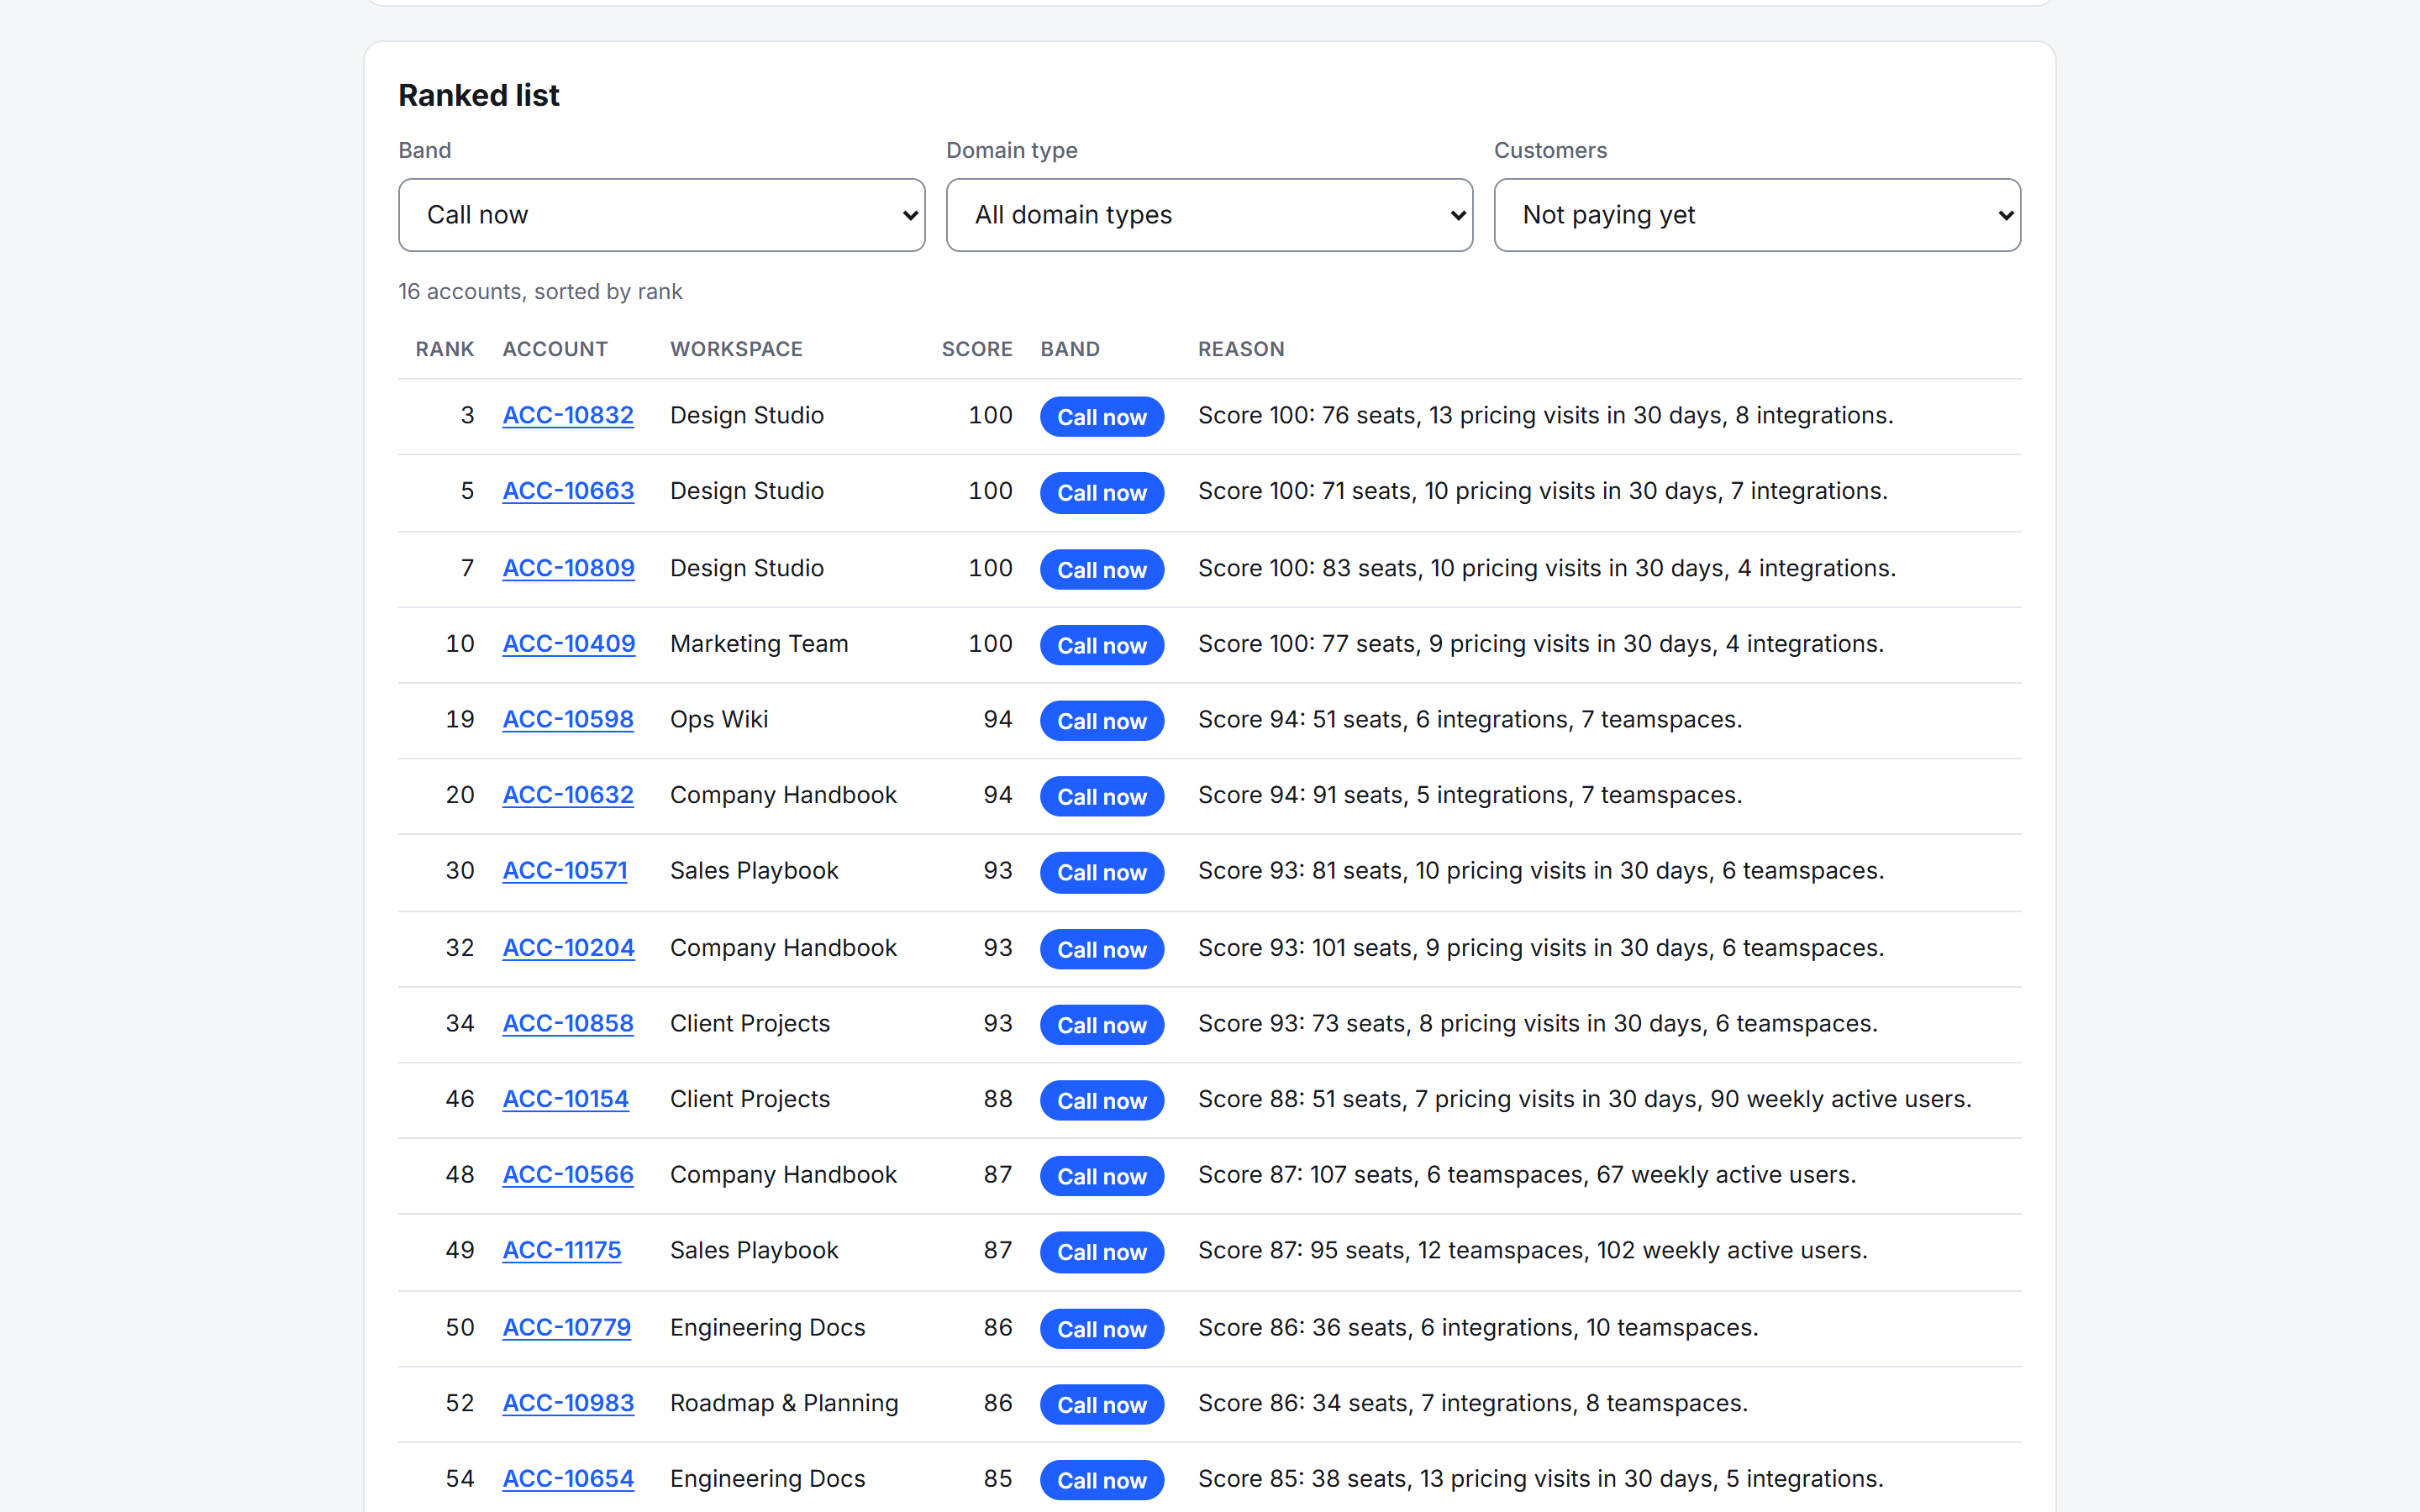 Ranked list
Band Domain type Customers
Call now All domain types Not paying yet
16 accounts, sorted by rank
RANK ACCOUNT WORKSPACE SCORE BAND REASON
3 ACC-10832 Design Studio 100 Call now Score 100: 76 seats, 13 pricing visits in 30 days, 8 integrations.
5 ACC-10663 Design Studio 100 Call now Score 100: 71 seats, 10 pricing visits in 30 days, 7 integrations.
7 ACC-10809 Design Studio 100 Call now Score 100: 83 seats, 10 pricing visits in 30 days, 4 integrations.
10 ACC-10409 Marketing Team 100 Call now Score 100: 77 seats, 9 pricing visits in 30 days, 4 integrations.
19 ACC-10598 Ops Wiki 94 Call now Score 94: 51 seats, 6 integrations, 7 teamspaces.
20 ACC-10632 Company Handbook 94 Call now Score 94: 91 seats, 5 integrations, 7 teamspaces.
30 ACC-10571 Sales Playbook 93 Call now Score 93: 81 seats, 10 pricing visits in 30 days, 6 teamspaces.
32 ACC-10204 Company Handbook 93 Call now Score 93: 101 seats, 9 pricing visits in 30 days, 6 teamspaces.
34 ACC-10858 Client Projects 93 Call now Score 93: 73 seats, 8 pricing visits in 30 days, 6 teamspaces.
46 ACC-10154 Client Projects 88 Call now Score 88: 51 seats, 7 pricing visits in 30 days, 90 weekly active users.
48 ACC-10566 Company Handbook 87 Call now Score 87: 107 seats, 6 teamspaces, 67 weekly active users.
49 ACC-11175 Sales Playbook 87 Call now Score 87: 95 seats, 12 teamspaces, 102 weekly active users.
50 ACC-10779 Engineering Docs 86 Call now Score 86: 36 seats, 6 integrations, 10 teamspaces.
52 ACC-10983 Roadmap & Planning 86 Call now Score 86: 34 seats, 7 integrations, 8 teamspaces.
54 ACC-10654 Engineering Docs 85 Call now Score 85: 38 seats, 13 pricing visits in 30 days, 5 integrations.